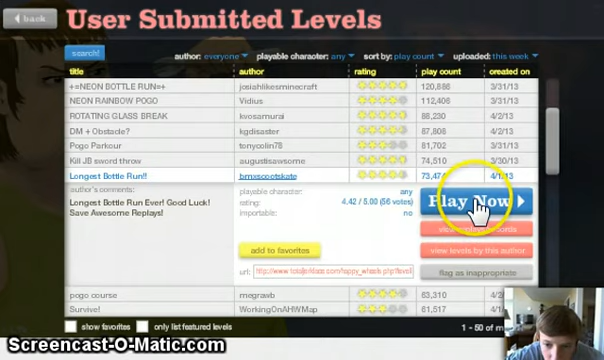 back
User Submitted Levels
search!
author: everyone playable character: any sort by: play count uploaded: this week
title author rating play count created on
+=NEON BOTTLE RUN=+ josiahlikesminecraft 120,886 3/31/13
NEON RAINBOW POGO Vidius 112,406 3/31/13
ROTATING GLASS BREAK kvosamurai 88,230 4/2/13
DM + Obstacle? kgdisaster 87,806 4/2/13
Pogo Parkour tonycolin78 81,702 3/31/13
Kill JB sword throw augustisawsome 74,510 3/30/13
Longest Bottle Run!! bmxscootskate
author's comments:
Longest Bottle Run Ever! Good Luck!
Save Awesome Replays!
playable character: any
rating: 4.42 / 5.00 (56 votes)
importable: no
Play Now
view levels by this author
flag as inappropriate
add to favorites
url:
pogo course megrawb 63,310
Survive! WorkingOnAHWMap 61,517
show favorites only list featured levels 1 - 50 of
Screencast-O-Matic.com